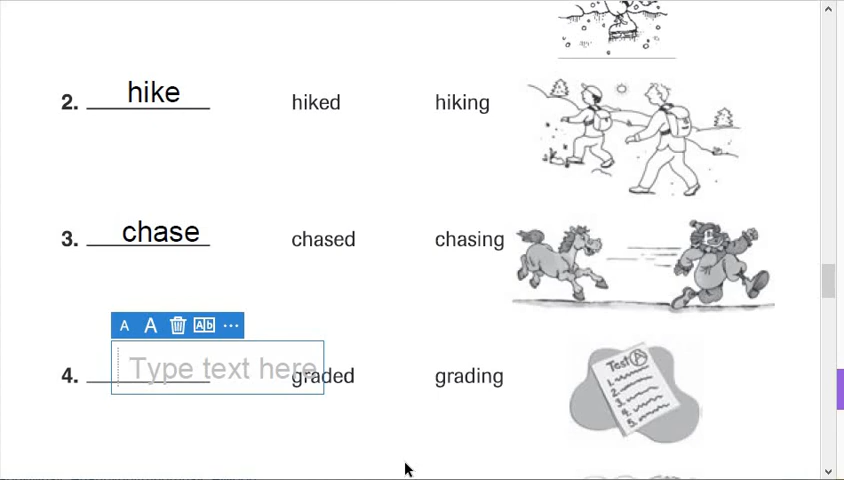 2. hike hiked hiking
3. chase chased chasing
A A Ab ...
4. Type text here graded grading
Test A
1.
2.
3.
4.
5.